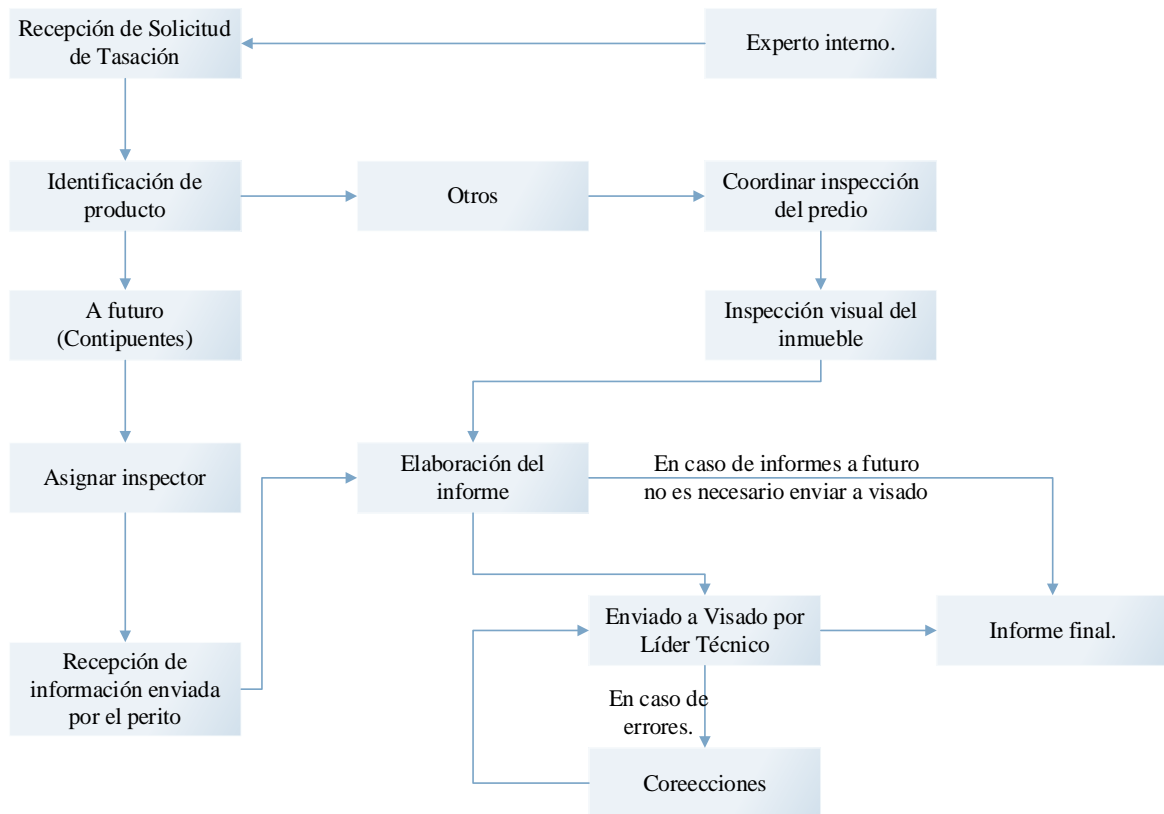 Recepción de Solicitud
de Tasación
Experto interno.
Identificación de
producto
Otros
Coordinar inspección
del predio
A futuro
(Contipuentes)
Inspección visual del
inmueble
Asignar inspector
Elaboración del
informe
En caso de informes a futuro
no es necesario enviar a visado
Enviado a Visado por
Líder Técnico
Informe final.
Recepción de
información enviada
por el perito
En caso de
errores.
Coreecciones